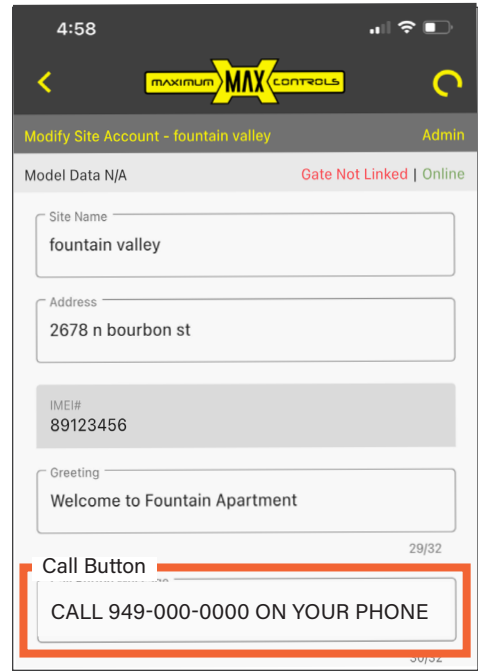 4:58
MAXIMUM MAX CONTROLS
Modify Site Account - fountain valley Admin
Model Data N/A Gate Not Linked | Online
Site Name
fountain valley
Address
2678 n bourbon st
IMEI#
89123456
Greeting
Welcome to Fountain Apartment
29/32
Call Button
CALL 949-000-0000 ON YOUR PHONE
30/32